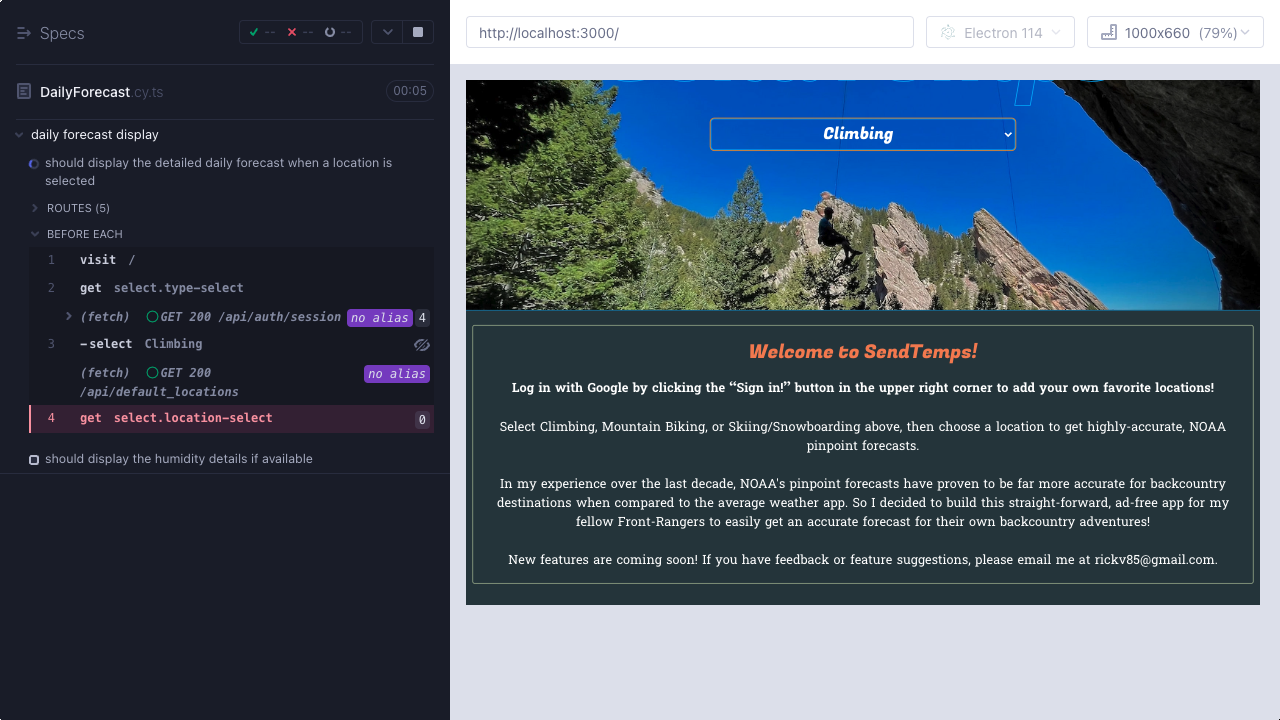 Specs
-- -- --
DailyForecast.cy.ts
00:05
daily forecast display
should display the detailed daily forecast when a location is
selected
ROUTES (5)
BEFORE EACH
1 visit /
2 get select.type-select
(fetch) GET 200 /api/auth/session no alias 4
3 -select Climbing
(fetch) GET 200 no alias
/api/default_locations
4 get select.location-select 0
should display the humidity details if available
http://localhost:3000/
Electron 114
1000x660 (79%)
Climbing
Welcome to SendTemps!
Log in with Google by clicking the “Sign in!” button in the upper right corner to add your own favorite locations!
Select Climbing, Mountain Biking, or Skiing/Snowboarding above, then choose a location to get highly-accurate, NOAA
pinpoint forecasts.
In my experience over the last decade, NOAA's pinpoint forecasts have proven to be far more accurate for backcountry
destinations when compared to the average weather app. So I decided to build this straight-forward, ad-free app for my
fellow Front-Rangers to easily get an accurate forecast for their own backcountry adventures!
New features are coming soon! If you have feedback or feature suggestions, please email me at rickv85@gmail.com.